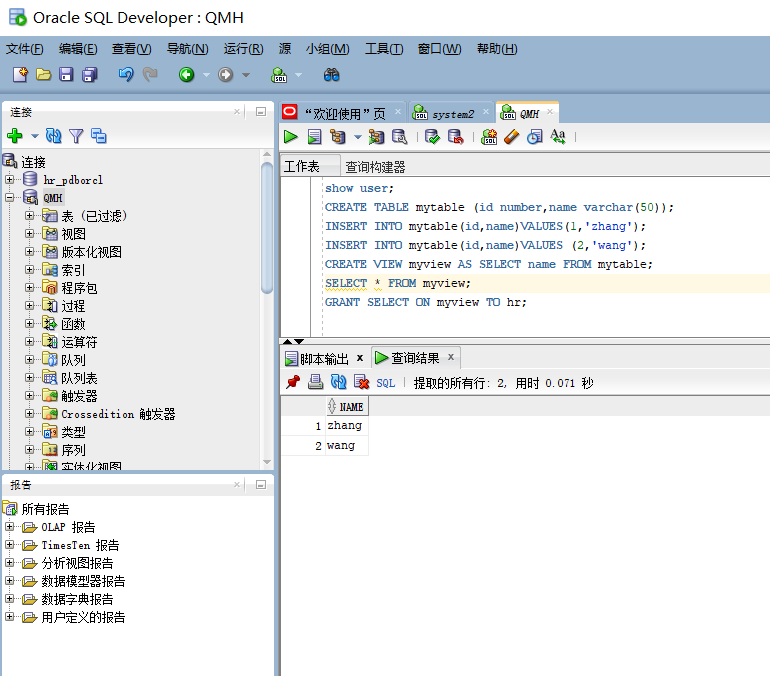 Oracle SQL Developer : QMH
文件(F) 编辑(E) 查看(V) 导航(N) 运行(R) 源 小组(M) 工具(T) 窗口(W) 帮助(H)
连接
连接
hr_pdborcl
QMH
表 (已过滤)
视图
版本化视图
索引
程序包
过程
函数
运算符
队列
队列表
触发器
Crossedition 触发器
类型
序列
实体化视图
报告
所有报告
OLAP 报告
TimesTen 报告
分析视图报告
数据模型器报告
数据字典报告
用户定义的报告
“欢迎使用”页 system2 QMH
工作表 查询构建器
show user;
CREATE TABLE mytable (id number,name varchar(50));
INSERT INTO mytable(id,name)VALUES(1,'zhang');
INSERT INTO mytable(id,name)VALUES (2,'wang');
CREATE VIEW myview AS SELECT name FROM mytable;
SELECT * FROM myview;
GRANT SELECT ON myview TO hr;
脚本输出 x 查询结果 x
SQL | 提取的所有行: 2, 用时 0.071 秒
NAME
1 zhang
2 wang